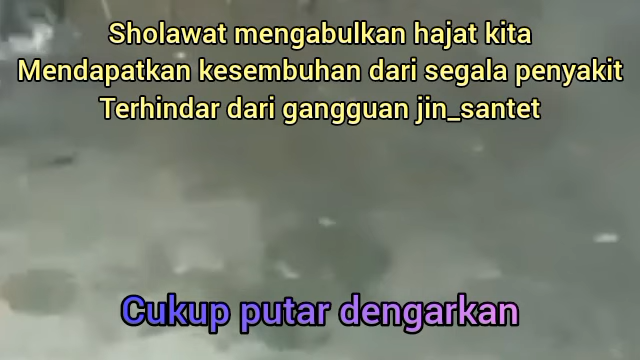 Sholawat mengabulkan hajat kita
Mendapatkan kesembuhan dari segala penyakit
Terhindar dari gangguan jin_santet
Cukup putar dengarkan